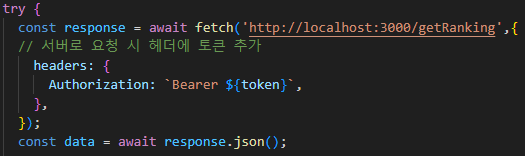 try {
const response = await fetch('http://localhost:3000/getRanking',{
// 서버로 요청 시 헤더에 토큰 추가
headers: {
Authorization: `Bearer ${token}`,
},
});
const data = await response.json();